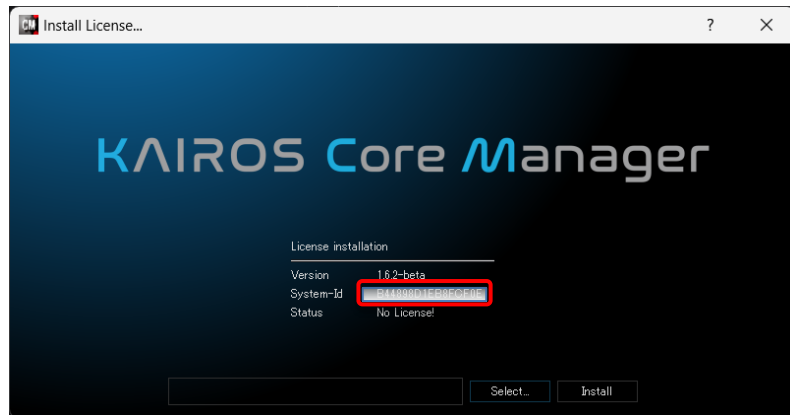 Install License...
KAIROS Core Manager
License installation
Version 1.6.2-beta
System-Id
Status No License!
Select... Install